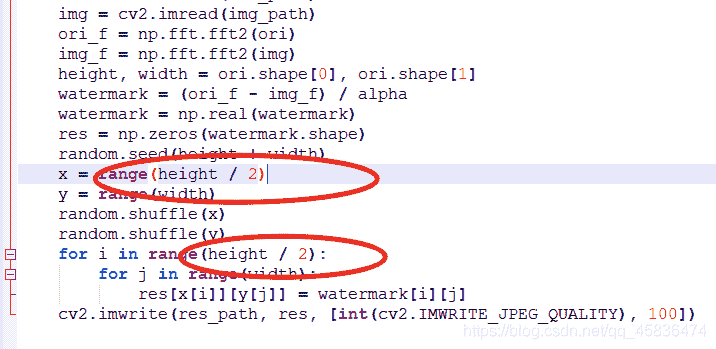 img = cv2.imread(img_path)
ori_f = np.fft.fft2(ori)
img_f = np.fft.fft2(img)
height, width = ori.shape[0], ori.shape[1]
watermark = (ori_f - img_f) / alpha
watermark = np.real(watermark)
res = np.zeros(watermark.shape)
random.seed(height + width)
x = range(height / 2)
y = range(width)
random.shuffle(x)
random.shuffle(y)
for i in range(height / 2):
for j in range(width):
res[x[i]][y[j]] = watermark[i][j]
cv2.imwrite(res_path, res, [int(cv2.IMWRITE_JPEG_QUALITY), 100])
https://blog.csdn.net/qq_45836474